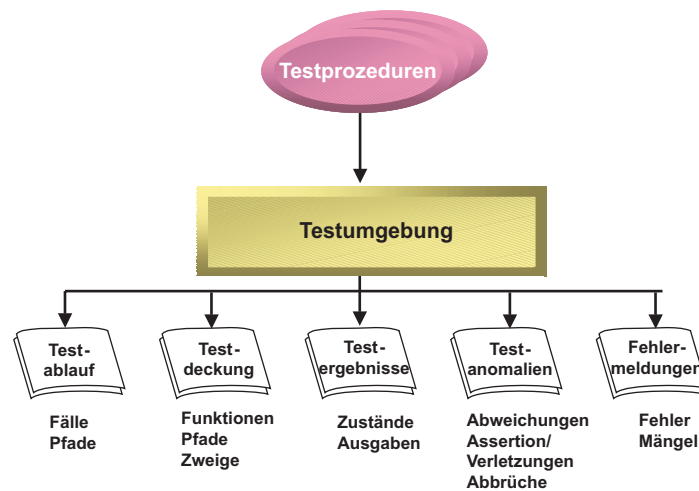 Testprozeduren
Testumgebung
Test-
ablauf
Test-
deckung
Test-
ergebnisse
Test-
anomalien
Fehler-
meldungen
Fälle
Pfade
Funktionen
Pfade
Zweige
Zustände
Ausgaben
Abweichungen
Assertion/
Verletzungen
Abbrüche
Fehler
Mängel